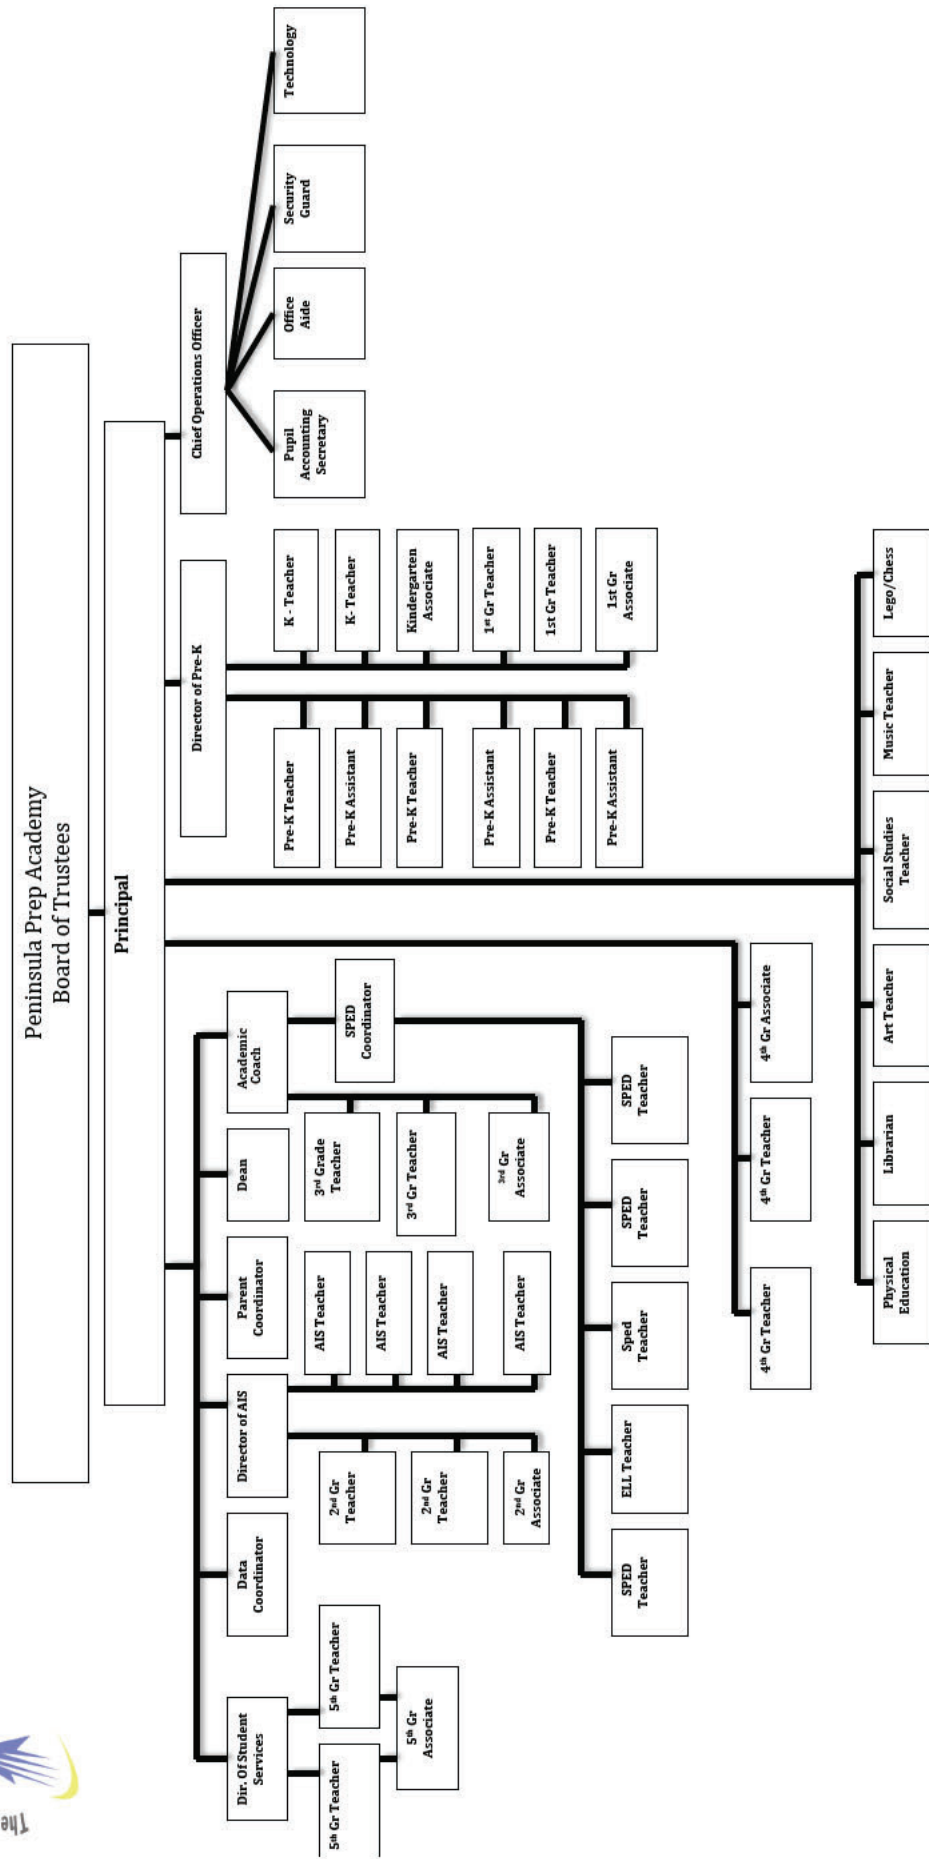 The
Peninsula Prep Academy
Board of Trustees
Principal
Dir. Of Student
Services
Data
Coordinator
Director of AIS
Parent
Coordinator
Dean
Academic
Coach
Director of Pre-K
Chief Operations Officer
5th Gr Teacher
5th Gr Teacher
5th Gr
Associate
2nd Gr
Teacher
2nd Gr
Teacher
2nd Gr
Associate
AIS Teacher
AIS Teacher
AIS Teacher
AIS Teacher
3rd Grade
Teacher
3rd Gr Teacher
3rd Gr
Associate
SPED
Coordinator
SPED
Teacher
ELL Teacher
Sped
Teacher
SPED
Teacher
SPED
Teacher
4th Gr Teacher
4th Gr Teacher
4th Gr Associate
Pre-K Teacher
Pre-K Assistant
Pre-K Teacher
Pre-K Assistant
Pre-K Teacher
Pre-K Assistant
K - Teacher
K- Teacher
Kindergarten
Associate
1st Gr Teacher
1st Gr Teacher
1st Gr
Associate
Pupil
Accounting
Secretary
Office
Aide
Security
Guard
Technology
Physical
Education
Librarian
Art Teacher
Social Studies
Teacher
Music Teacher
Lego/Chess